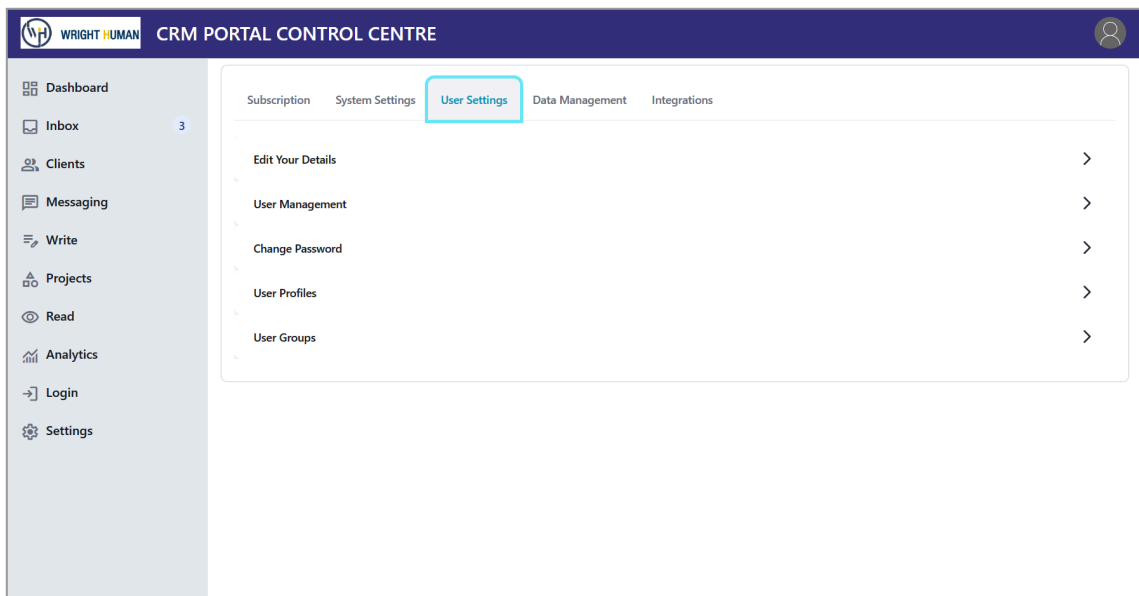 WH WRIGHT HUMAN CRM PORTAL CONTROL CENTRE
Dashboard
Inbox 3
Clients
Messaging
Write
Projects
Read
Analytics
Login
Settings
Subscription System Settings User Settings Data Management Integrations
Edit Your Details
User Management
Change Password
User Profiles
User Groups